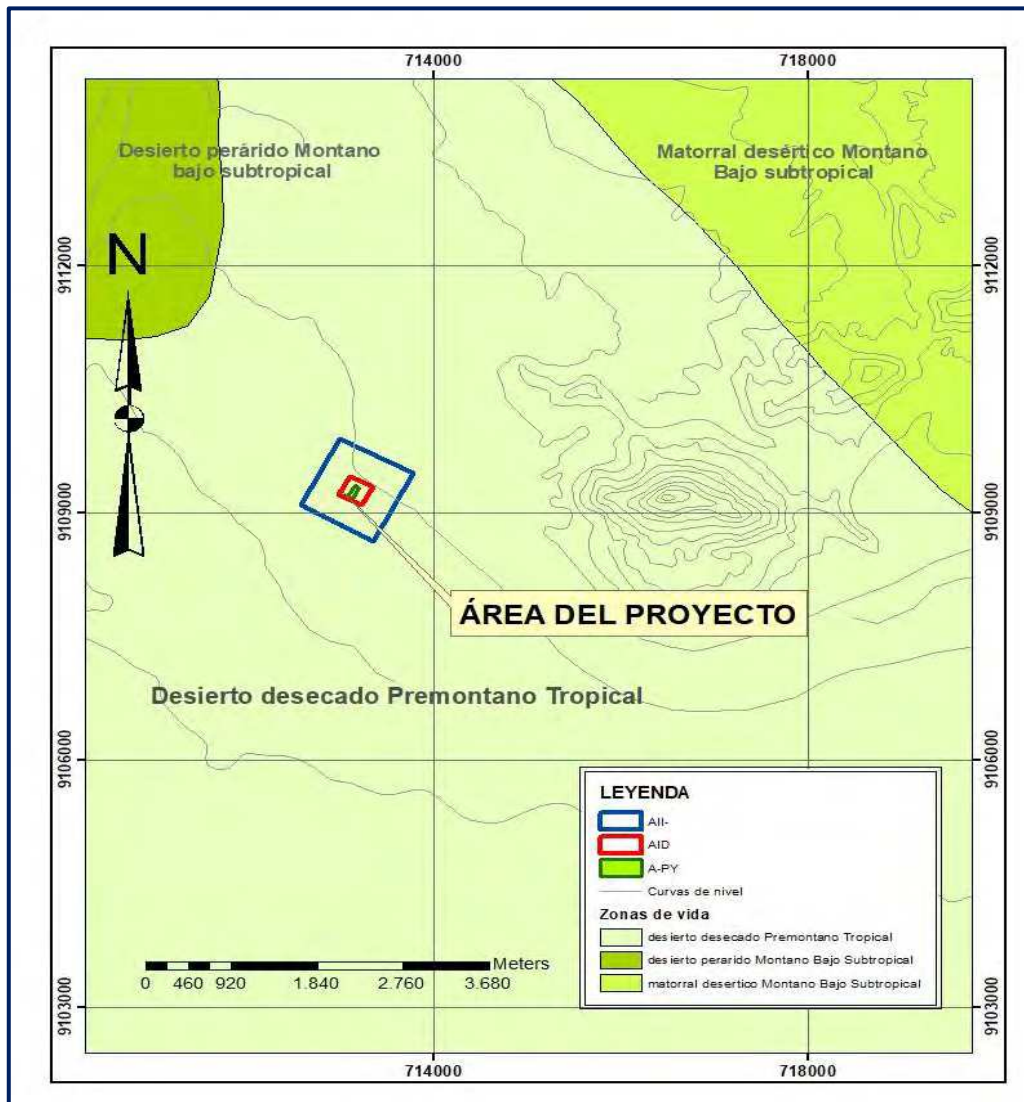 714000
718000
Desierto perárido Montano
bajo subtropical
Matorral desértico Montano
Bajo subtropical
N
9112000
9112000
9109000
9109000
ÁREA DEL PROYECTO
Desierto desecado Premontano Tropical
9106000
9106000
LEYENDA
AII-
AID
A-PY
Curvas de nivel
Zonas de vida
desierto desecado Premontano Tropical
desierto perarido Montano Bajo Subtropical
matorral desertico Montano Bajo Subtropical
Meters
0 460 920 1.840 2.760 3.680
9103000
9103000
714000
718000